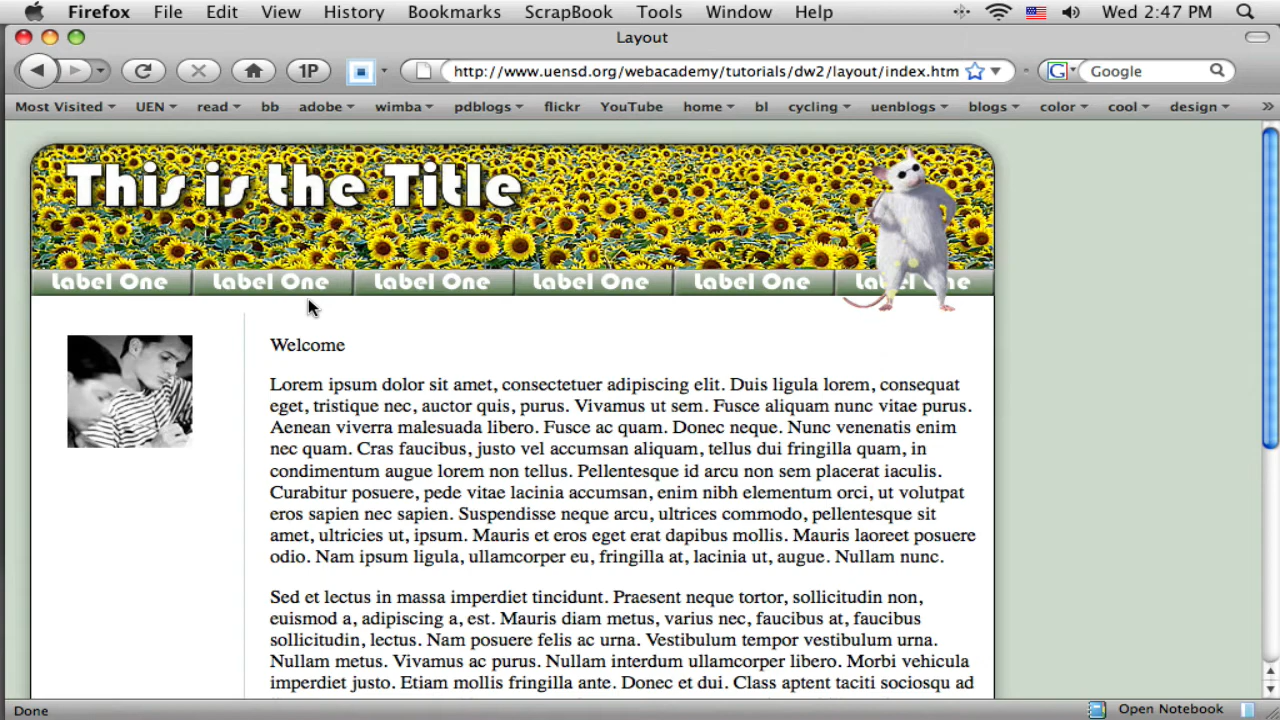 Firefox File Edit View History Bookmarks ScrapBook Tools Window Help Wed 2:47 PM
Layout
1P http://www.uensd.org/webacademy/tutorials/dw2/layout/index.htm G Google
Most Visited UEN read bb adobe wimba pdblogs flickr YouTube home bl cycling uenblogs blogs color cool design »
This is the Title
Label One Label One Label One Label One Label One Label One
Welcome
Lorem ipsum dolor sit amet, consectetuer adipiscing elit. Duis ligula lorem, consequat
eget, tristique nec, auctor quis, purus. Vivamus ut sem. Fusce aliquam nunc vitae purus.
Aenean viverra malesuada libero. Fusce ac quam. Donec neque. Nunc venenatis enim
nec quam. Cras faucibus, justo vel accumsan aliquam, tellus dui fringilla quam, in
condimentum augue lorem non tellus. Pellentesque id arcu non sem placerat iaculis.
Curabitur posuere, pede vitae lacinia accumsan, enim nibh elementum orci, ut volutpat
eros sapien nec sapien. Suspendisse neque arcu, ultrices commodo, pellentesque sit
amet, ultricies ut, ipsum. Mauris et eros eget erat dapibus mollis. Mauris laoreet posuere
odio. Nam ipsum ligula, ullamcorper eu, fringilla at, lacinia ut, augue. Nullam nunc.
Sed et lectus in massa imperdiet tincidunt. Praesent neque tortor, sollicitudin non,
euismod a, adipiscing a, est. Mauris diam metus, varius nec, faucibus at, faucibus
sollicitudin, lectus. Nam posuere felis ac urna. Vestibulum tempor vestibulum urna.
Nullam metus. Vivamus ac purus. Nullam interdum ullamcorper libero. Morbi vehicula
imperdiet justo. Etiam mollis fringilla ante. Donec et dui. Class aptent taciti sociosqu ad
Done Open Notebook